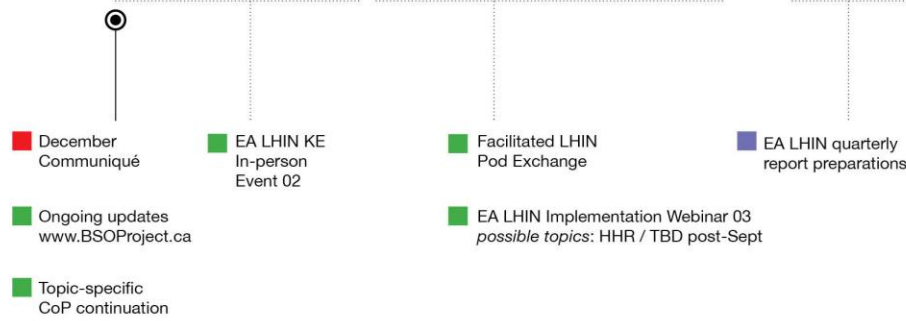 December
Communiqué
Ongoing updates
www.BSOProject.ca
Topic-specific
CoP continuation
EA LHIN KE
In-person
Event 02
Facilitated LHIN
Pod Exchange
EA LHIN Implementation Webinar 03
possible topics: HHR / TBD post-Sept
EA LHIN quarterly
report preparations